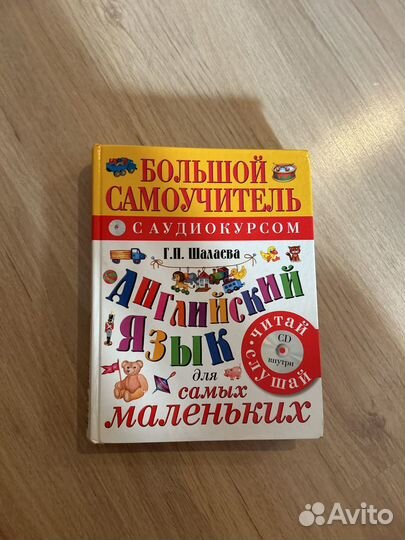 БОЛЬШОЙ
САМОУЧИТЕЛЬ
С АУДИОКУРСОМ
Г.П. Шалаева
АНГЛИЙСКИЙ
ЯЗЫК
для
самых
маленьких
ЧИТАЙ
СЛУШАЙ
CD
внутри
Avito